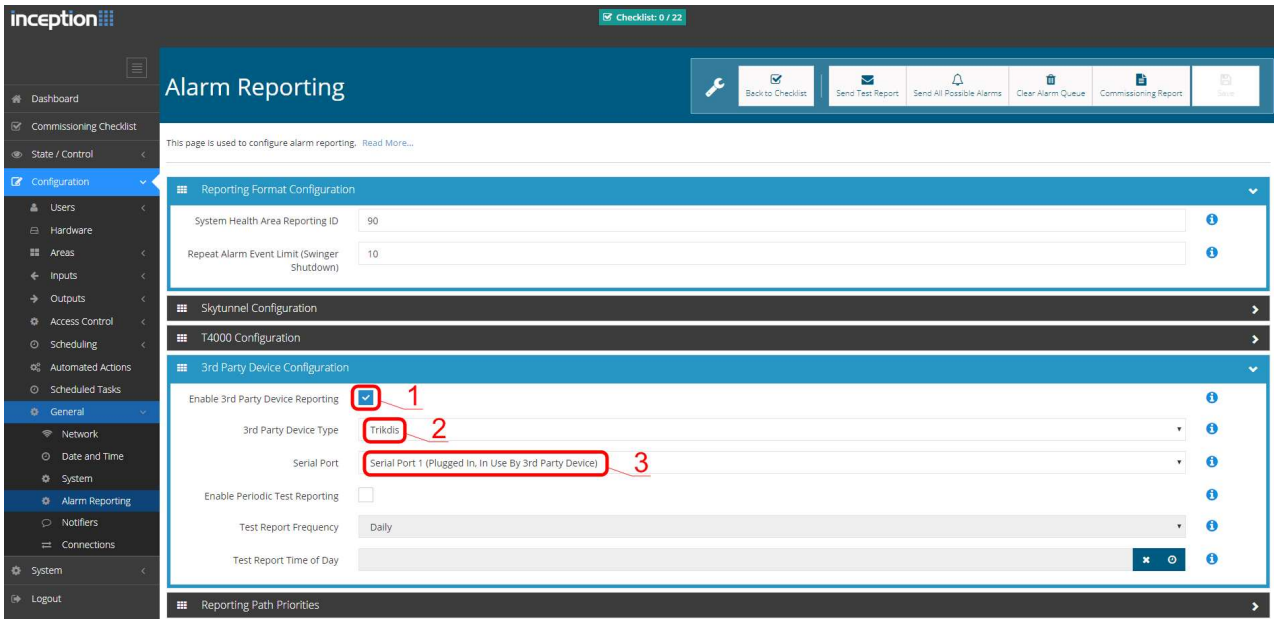 inception
Checklist: 0 / 22
Dashboard
Commissioning Checklist
State / Control
Configuration
Users
Hardware
Areas
Inputs
Outputs
Access Control
Scheduling
Automated Actions
Scheduled Tasks
General
Network
Date and Time
System
Alarm Reporting
Notifiers
Connections
System
Logout
Alarm Reporting
Back to Checklist
Send Test Report
Send All Possible Alarms
Clear Alarm Queue
Commissioning Report
Save
This page is used to configure alarm reporting. Read More...
Reporting Format Configuration
System Health Area Reporting ID 90
Repeat Alarm Event Limit (Swinger 10
Shutdown)
Skytunnel Configuration
T4000 Configuration
3rd Party Device Configuration
Enable 3rd Party Device Reporting 1
3rd Party Device Type Trikdis 2
Serial Port Serial Port 1 (Plugged In, In Use By 3rd Party Device) 3
Enable Periodic Test Reporting
Test Report Frequency Daily
Test Report Time of Day
Reporting Path Priorities